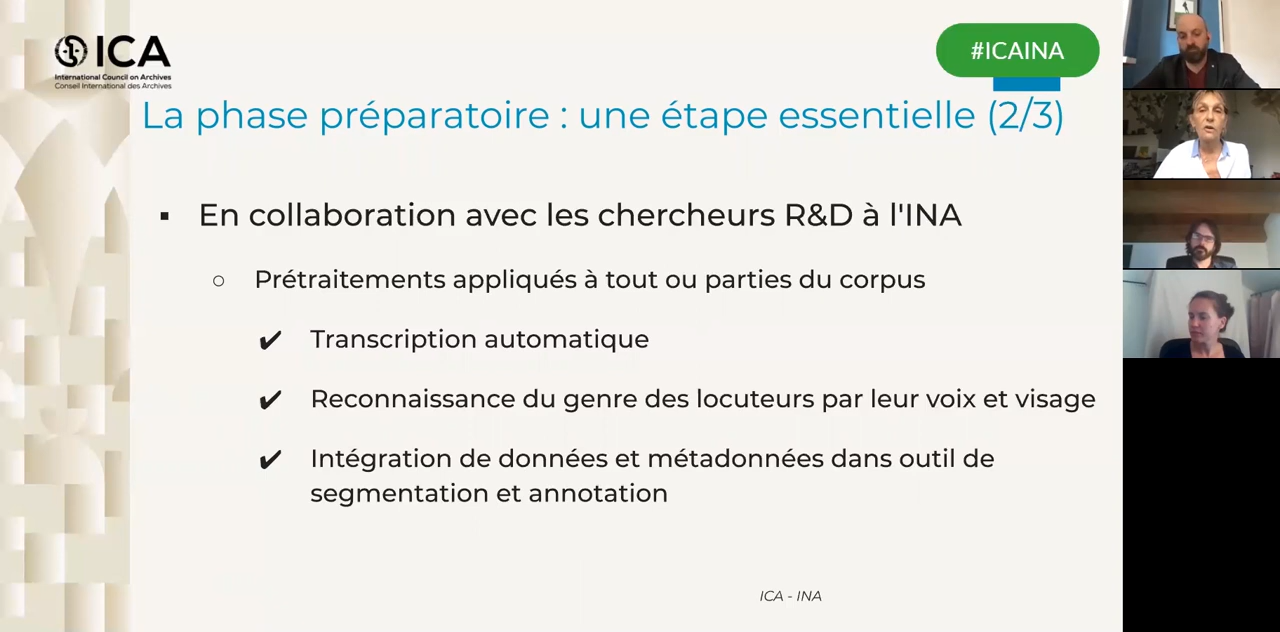 ICA
International Council on Archives
Conseil International des Archives
#ICAINA
La phase préparatoire : une étape essentielle (2/3)
▪ En collaboration avec les chercheurs R&D à l'INA
○ Prétraitements appliqués à tout ou parties du corpus
✔ Transcription automatique
✔ Reconnaissance du genre des locuteurs par leur voix et visage
✔ Intégration de données et métadonnées dans outil de
segmentation et annotation
ICA - INA